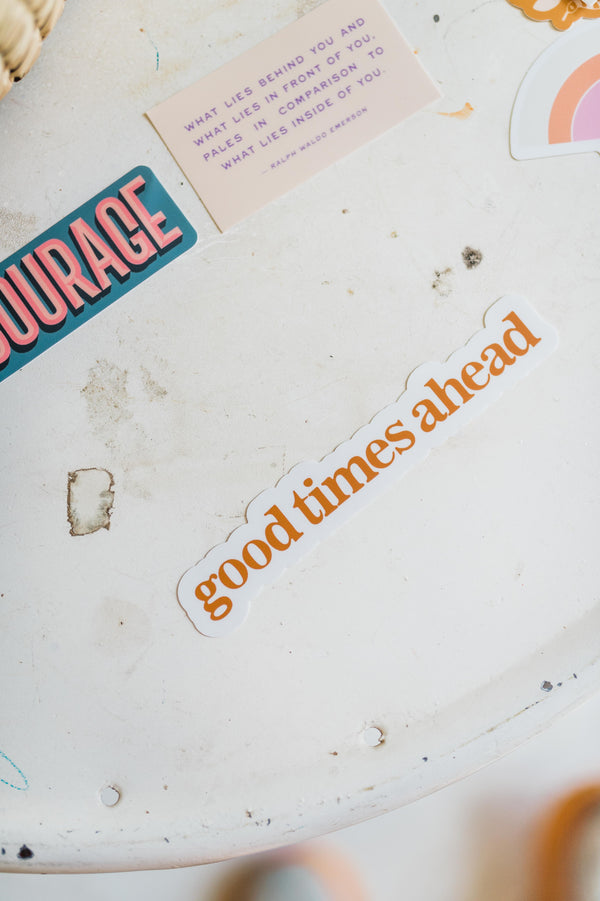 WHAT LIES BEHIND YOU AND
WHAT LIES IN FRONT OF YOU,
PALES IN COMPARISON TO
WHAT LIES INSIDE OF YOU.
— RALPH WALDO EMERSON
OURAGE
good times ahead